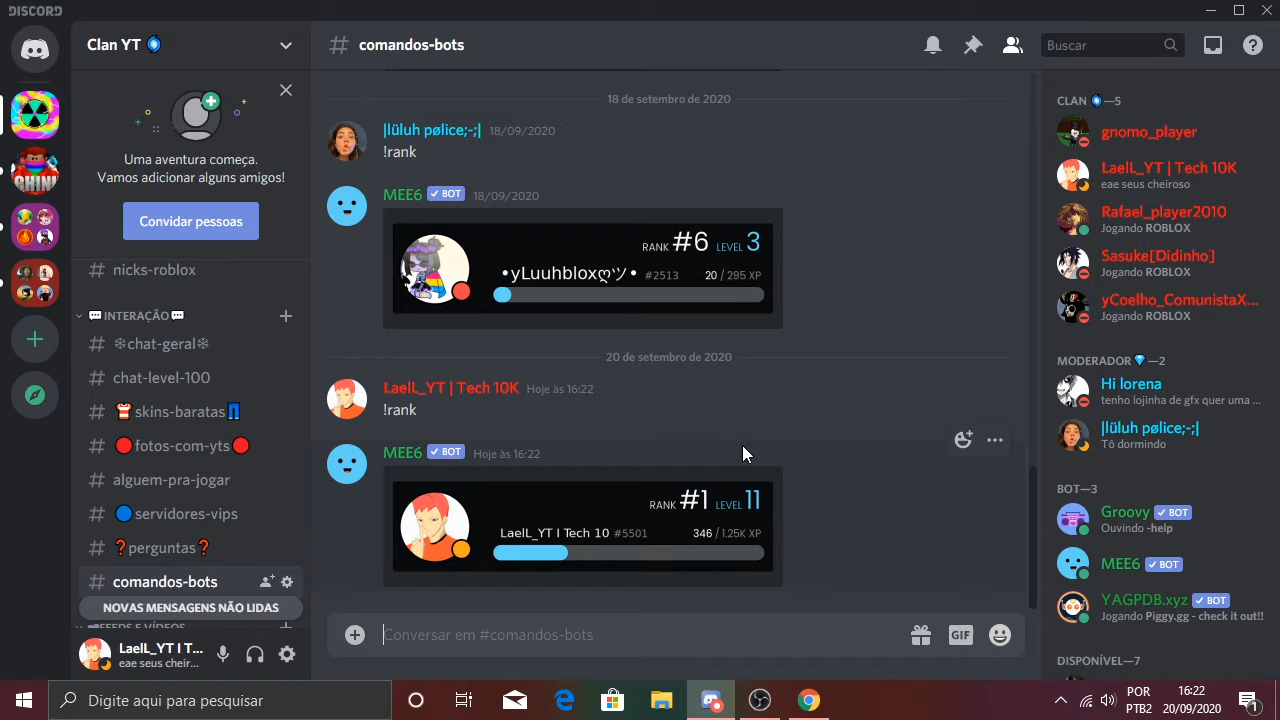 DISCORD
Clan YT
# comandos-bots
Buscar
Uma aventura começa.
Vamos adicionar alguns amigos!
Convidar pessoas
# nicks-roblox
INTERAÇÃO
# ❄chat-geral❄
# chat-level-100
# 👕skins-baratas👖
# 🔴fotos-com-yts🔴
# alguem-pra-jogar
# 🔵servidores-vips
# ❓perguntas❓
# comandos-bots
NOVAS MENSAGENS NÃO LIDAS
FEEDS E VÍDEOS
LaelL_YT l T...
eae seus cheir...
18 de setembro de 2020
|lüluh pølice;-;| 18/09/2020
!rank
MEE6 ✓ BOT 18/09/2020
RANK #6 LEVEL 3
•yLuuhbloxღツ• #2513 20 / 295 XP
20 de setembro de 2020
LaelL_YT | Tech 10K Hoje às 16:22
!rank
MEE6 ✓ BOT Hoje às 16:22
RANK #1 LEVEL 11
LaelL_YT l Tech 10 #5501 346 / 1.25K XP
Conversar em #comandos-bots
GIF
CLAN —5
gnomo_player
LaelL_YT | Tech 10K
eae seus cheiroso
Rafael_player2010
Jogando ROBLOX
Sasuke[Didinho]
Jogando ROBLOX
yCoelho_ComunistaX...
Jogando ROBLOX
MODERADOR💎—2
Hi lorena
tenho lojinha de gfx quer uma ...
|lüluh pølice;-;|
Tô dormindo
BOT—3
Groovy ✓ BOT
Ouvindo -help
MEE6 ✓ BOT
YAGPDB.xyz ✓ BOT
Jogando Piggy.gg - check it out!!
DISPONÍVEL—7
Digite aqui para pesquisar
POR
PTB2
16:22
20/09/2020
1